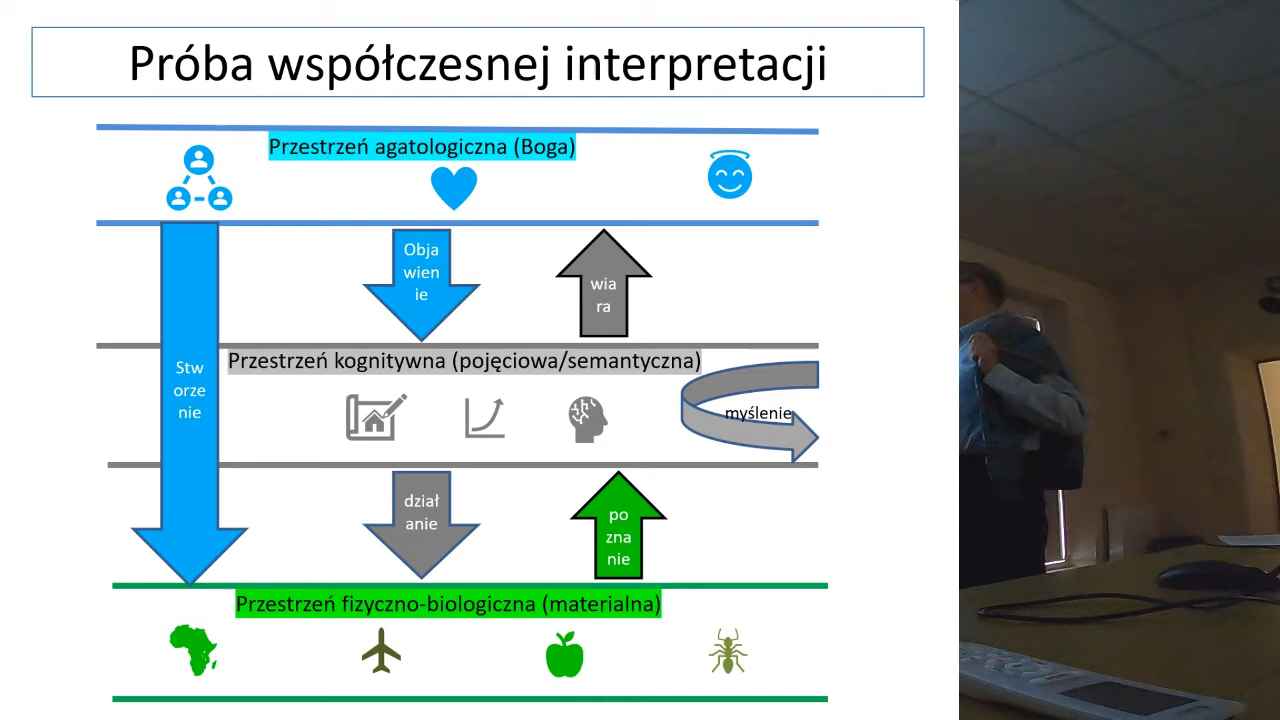 Próba współczesnej interpretacji
Przestrzeń agatologiczna (Boga)
Obja
wien
ie
wia
ra
Stw
orze
nie
Przestrzeń kognitywna (pojęciowa/semantyczna)
myślenie
dział
anie
po
zna
nie
Przestrzeń fizyczno-biologiczna (materialna)